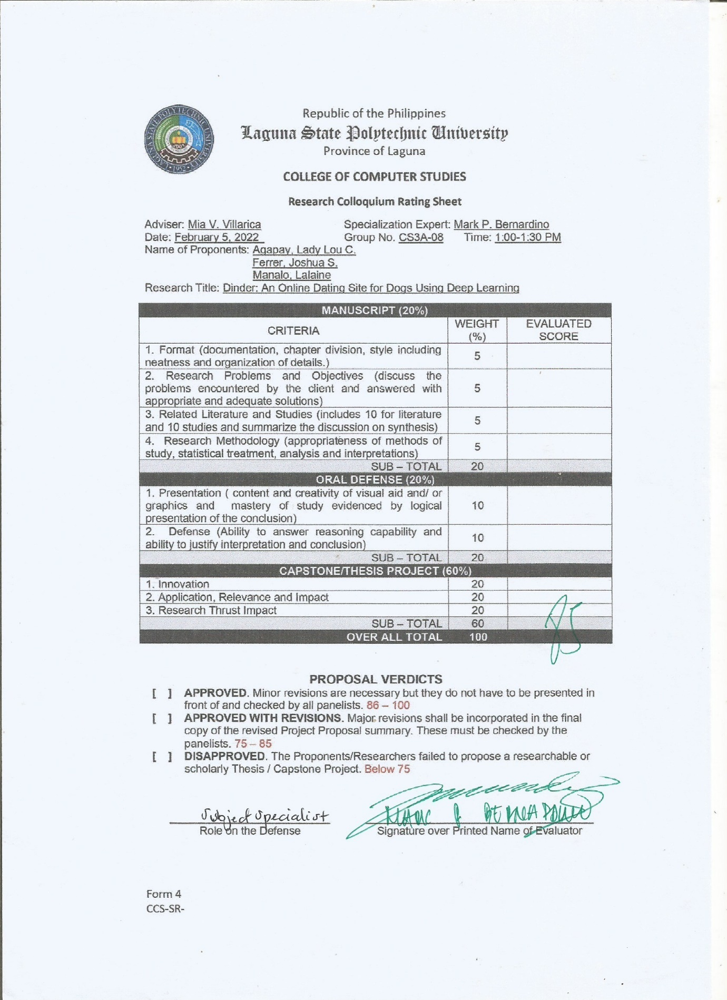 LAGUNA STATE POLYTECHNIC UNIVERSITY
1952
Republic of the Philippines
Laguna State Polytechnic University
Province of Laguna
COLLEGE OF COMPUTER STUDIES
Research Colloquium Rating Sheet
Adviser: Mia V. Villarica Specialization Expert: Mark P. Bernardino
Date: February 5, 2022 Group No. CS3A-08 Time: 1:00-1:30 PM
Name of Proponents: Agapay, Lady Lou C.
Ferrer, Joshua S.
Manalo, Lalaine
Research Title: Dinder: An Online Dating Site for Dogs Using Deep Learning
MANUSCRIPT (20%)
CRITERIA WEIGHT (%) EVALUATED SCORE
1. Format (documentation, chapter division, style including
neatness and organization of details.) 5
2. Research Problems and Objectives (discuss the
problems encountered by the client and answered with 5
appropriate and adequate solutions)
3. Related Literature and Studies (includes 10 for literature
and 10 studies and summarize the discussion on synthesis) 5
4. Research Methodology (appropriateness of methods of
study, statistical treatment, analysis and interpretations) 5
SUB – TOTAL 20
ORAL DEFENSE (20%)
1. Presentation ( content and creativity of visual aid and/ or
graphics and mastery of study evidenced by logical 10
presentation of the conclusion)
2. Defense (Ability to answer reasoning capability and
ability to justify interpretation and conclusion) 10
SUB – TOTAL 20
CAPSTONE/THESIS PROJECT (60%)
1. Innovation 20
2. Application, Relevance and Impact 20
3. Research Thrust Impact 20
SUB – TOTAL 60
OVER ALL TOTAL 100
PROPOSAL VERDICTS
[ ] APPROVED. Minor revisions are necessary but they do not have to be presented in
front of and checked by all panelists. 86 – 100
[ ] APPROVED WITH REVISIONS. Major revisions shall be incorporated in the final
copy of the revised Project Proposal summary. These must be checked by the
panelists. 75 – 85
[ ] DISAPPROVED. The Proponents/Researchers failed to propose a researchable or
scholarly Thesis / Capstone Project. Below 75
Subject Specialist MARK P BERNARDINO
Role on the Defense Signature over Printed Name of Evaluator
Form 4
CCS-SR-